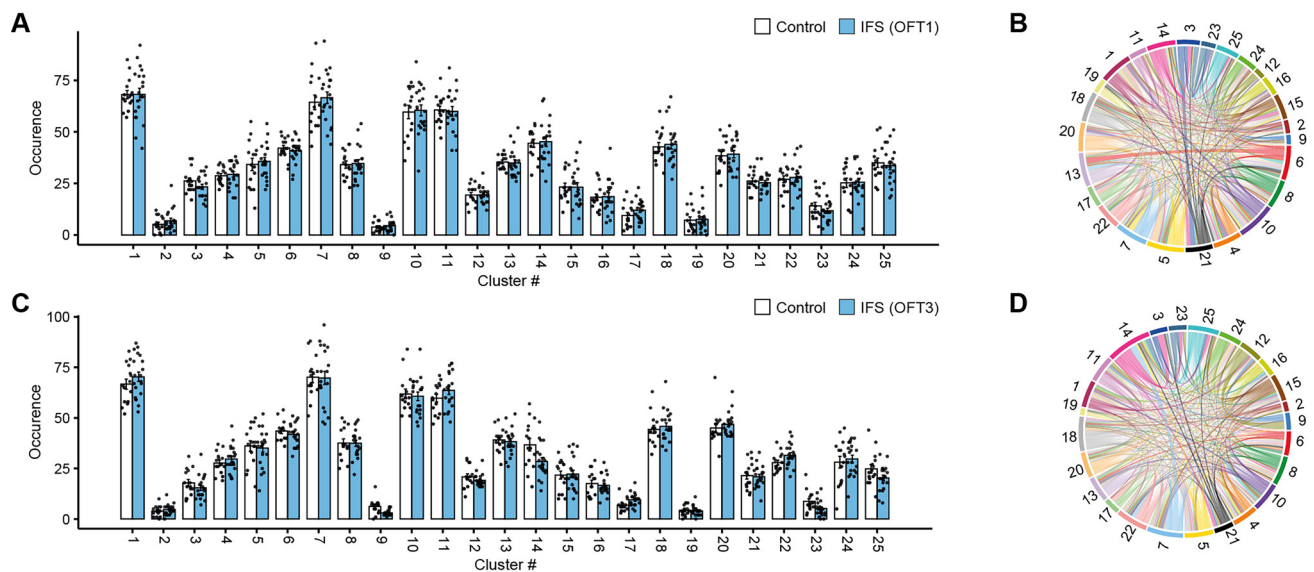 A
Control IFS (OFT1)
Occurence
75
50
25
0
1 2 3 4 5 6 7 8 9 10 11 12 13 14 15 16 17 18 19 20 21 22 23 24 25
Cluster #
B
3 23 25 24 12 16 15 2 9 6 8 10 4 21 5 7 22 17 13 20 18 19 1 11 14
C
Control IFS (OFT3)
Occurence
100
75
50
25
0
1 2 3 4 5 6 7 8 9 10 11 12 13 14 15 16 17 18 19 20 21 22 23 24 25
Cluster #
D
3 23 25 24 12 16 15 2 9 6 8 10 4 21 5 7 22 17 13 20 18 19 1 11 14